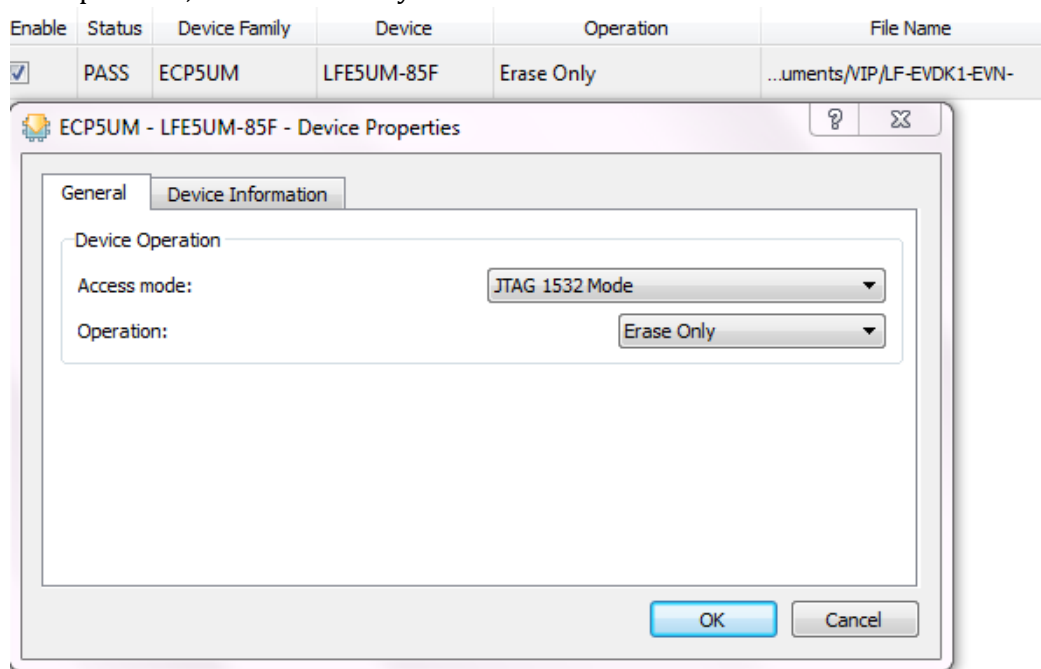 Enable Status Device Family Device Operation File Name
PASS ECP5UM LFE5UM-85F Erase Only ...uments/VIP/LF-EVDK1-EVN-
ECP5UM - LFE5UM-85F - Device Properties
General Device Information
Device Operation
Access mode: JTAG 1532 Mode
Operation: Erase Only
OK Cancel